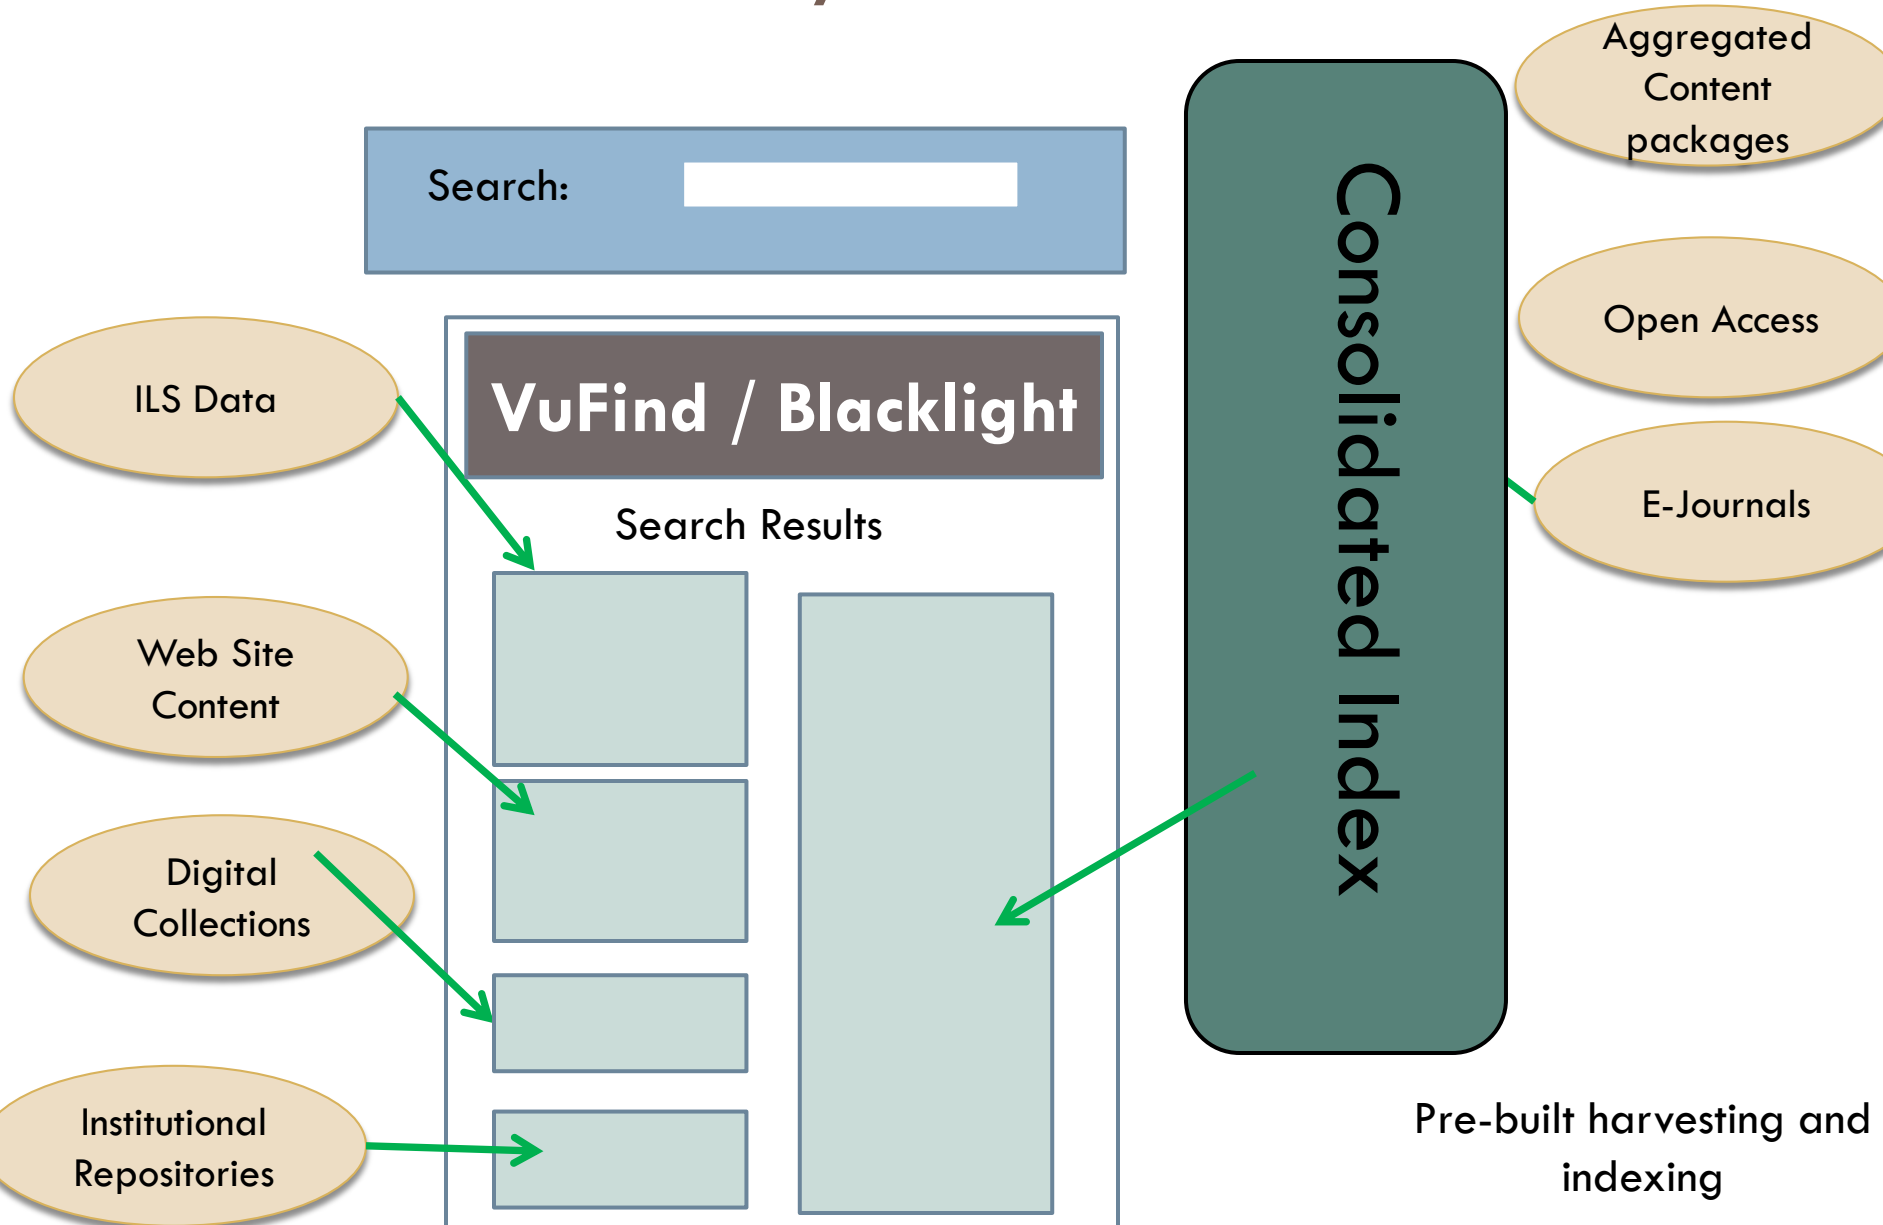 Aggregated
Content
packages
Search:
Consolidated Index
Open Access
ILS Data
VuFind / Blacklight
E-Journals
Search Results
Web Site
Content
Digital
Collections
Institutional
Repositories
Pre-built harvesting and
indexing